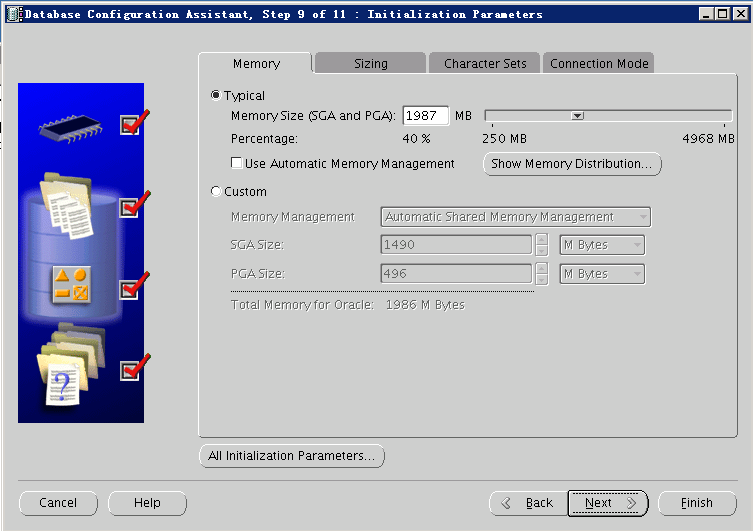 Database Configuration Assistant, Step 9 of 11 : Initialization Parameters
Memory Sizing Character Sets Connection Mode
Typical
Memory Size (SGA and PGA): 1987 MB
Percentage: 40 % 250 MB 4968 MB
Use Automatic Memory Management Show Memory Distribution...
Custom
Memory Management Automatic Shared Memory Management
SGA Size: 1490 M Bytes
PGA Size: 496 M Bytes
Total Memory for Oracle: 1986 M Bytes
?
All Initialization Parameters...
Cancel Help Back Next Finish